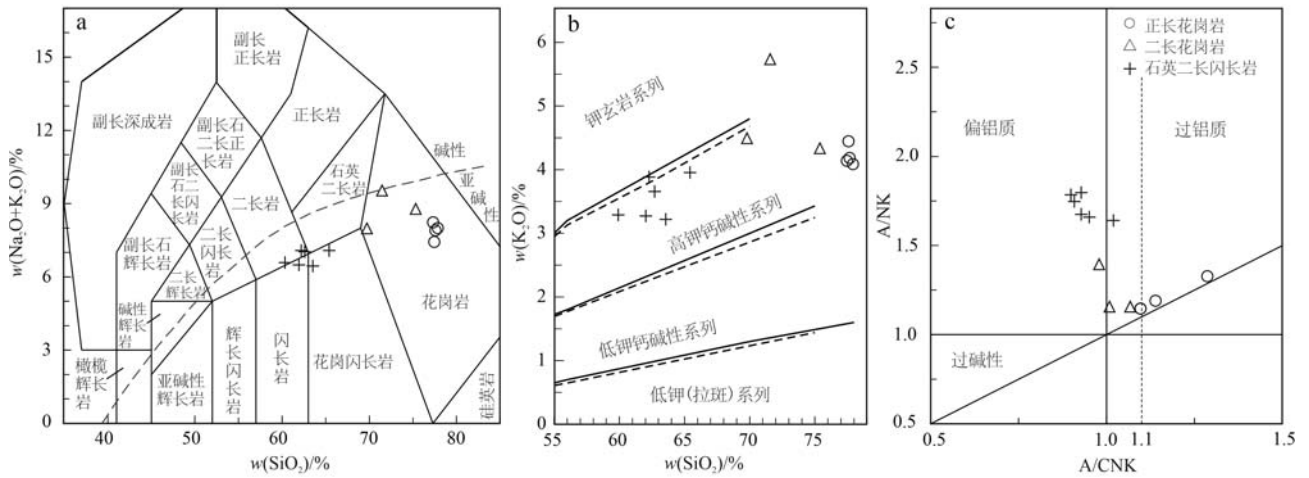 a
w(Na₂O+K₂O)/%
18
15
12
9
6
3
0
40
50
60
70
80
w(SiO₂)/%
副长
正长岩
副长深成岩
副长石
二长正
长岩
正长岩
副长
石二
长闪
长岩
二长岩
石英
二长岩
碱性
亚
碱
性
副长石
辉长岩
二长
闪长
岩
二长
辉长岩
碱性
辉长
岩
橄榄
辉长
岩
亚碱性
辉长岩
辉
长
闪
长
岩
闪
长
岩
花岗闪长岩
花岗岩
硅英岩
b
w(K₂O)/%
6
5
4
3
2
1
0
55
60
65
70
75
w(SiO₂)/%
钾玄岩系列
高钾钙碱性系列
低钾钙碱性系列
低钾(拉斑)系列
c
A/NK
2.5
2.0
1.5
1.0
0.5
0.5
1.0
1.1
1.5
A/CNK
正长花岗岩
二长花岗岩
石英二长闪长岩
偏铝质
过铝质
过碱性